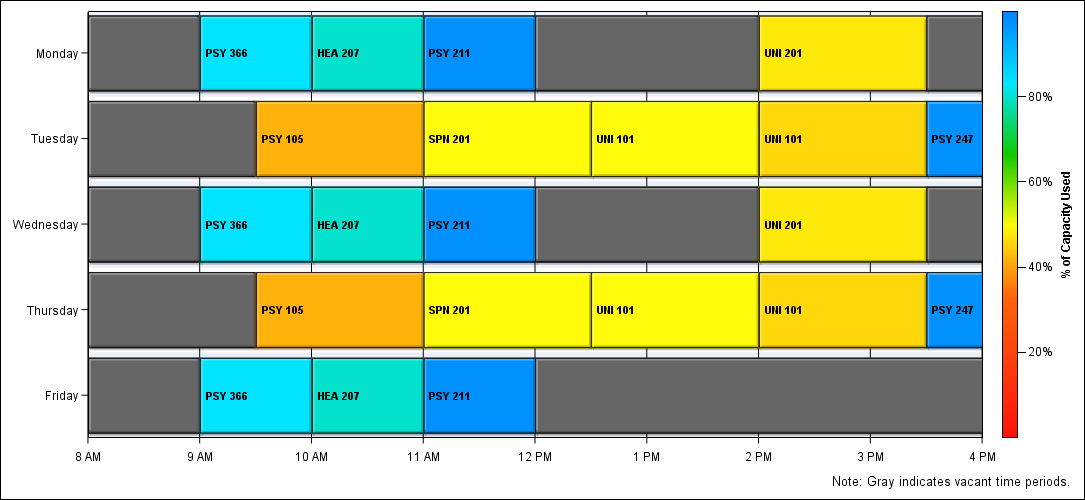 Monday
PSY 366
HEA 207
PSY 211
UNI 201
Tuesday
PSY 105
SPN 201
UNI 101
UNI 101
PSY 247
Wednesday
PSY 366
HEA 207
PSY 211
UNI 201
Thursday
PSY 105
SPN 201
UNI 101
UNI 101
PSY 247
Friday
PSY 366
HEA 207
PSY 211
8 AM
9 AM
10 AM
11 AM
12 PM
1 PM
2 PM
3 PM
4 PM
80%
60%
40%
20%
% of Capacity Used
Note: Gray indicates vacant time periods.